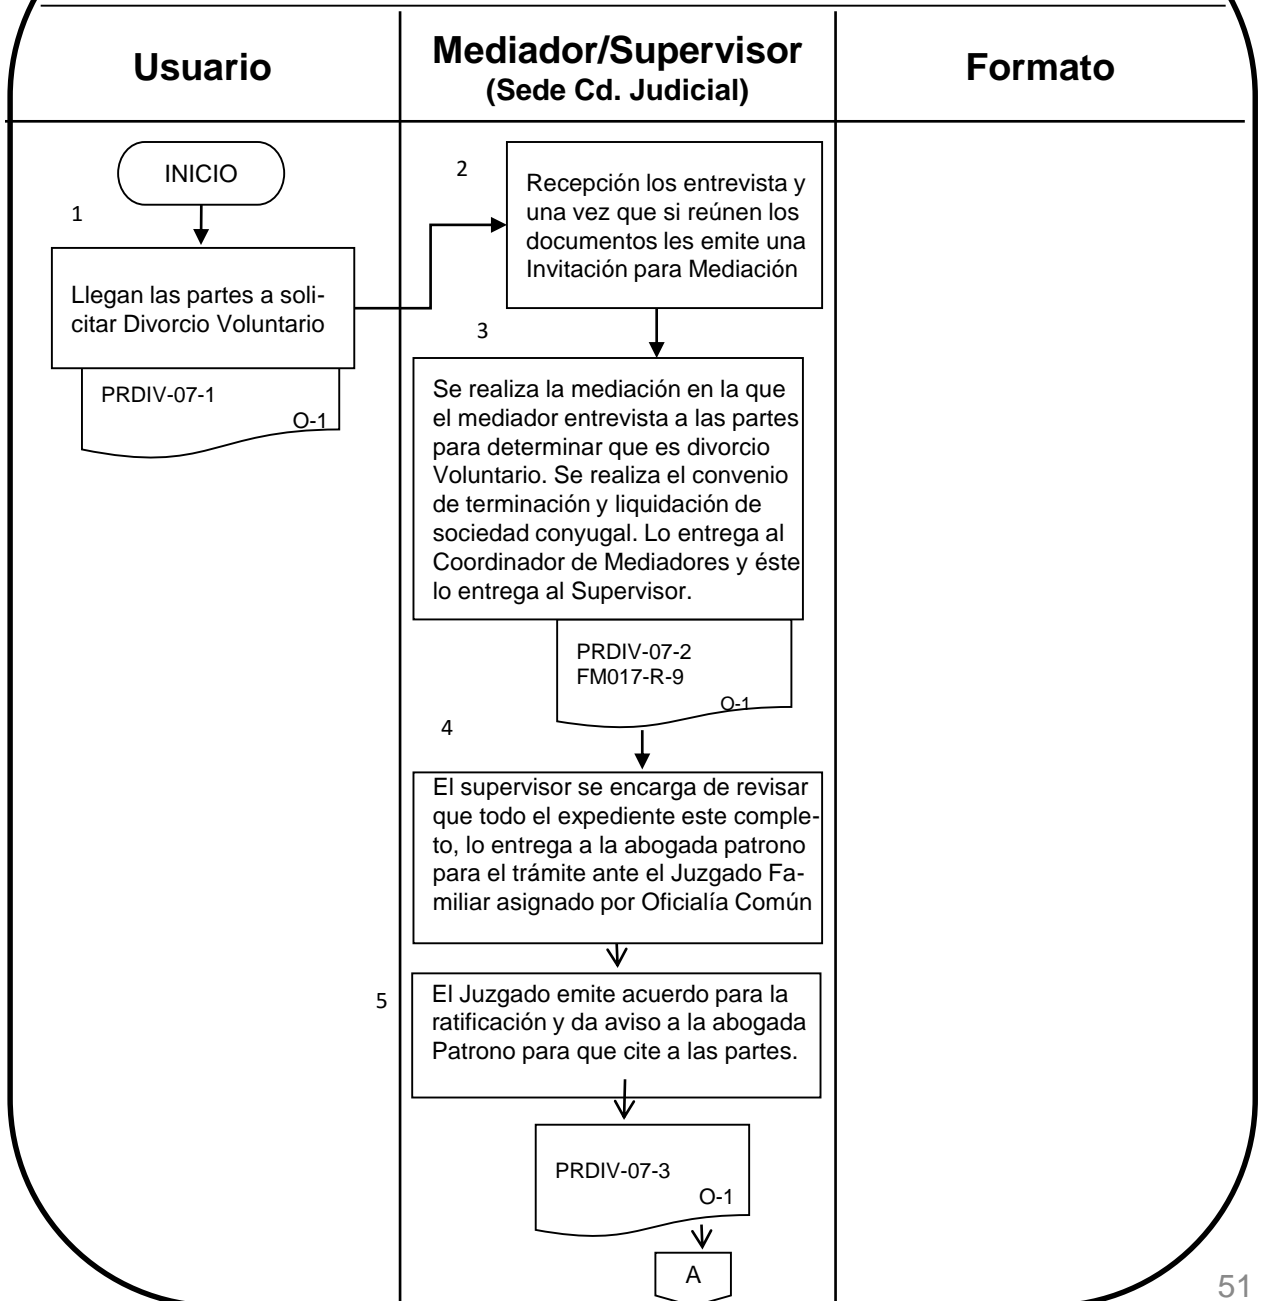 Usuario
Mediador/Supervisor
(Sede Cd. Judicial)
Formato
INICIO
1
Llegan las partes a soli-
citar Divorcio Voluntario
PRDIV-07-1
O-1
2
Recepción los entrevista y
una vez que si reúnen los
documentos les emite una
Invitación para Mediación
3
Se realiza la mediación en la que
el mediador entrevista a las partes
para determinar que es divorcio
Voluntario. Se realiza el convenio
de terminación y liquidación de
sociedad conyugal. Lo entrega al
Coordinador de Mediadores y éste
lo entrega al Supervisor.
PRDIV-07-2
FM017-R-9
O-1
4
El supervisor se encarga de revisar
que todo el expediente este comple-
to, lo entrega a la abogada patrono
para el trámite ante el Juzgado Fa-
miliar asignado por Oficialía Común
5
El Juzgado emite acuerdo para la
ratificación y da aviso a la abogada
Patrono para que cite a las partes.
PRDIV-07-3
O-1
A
51